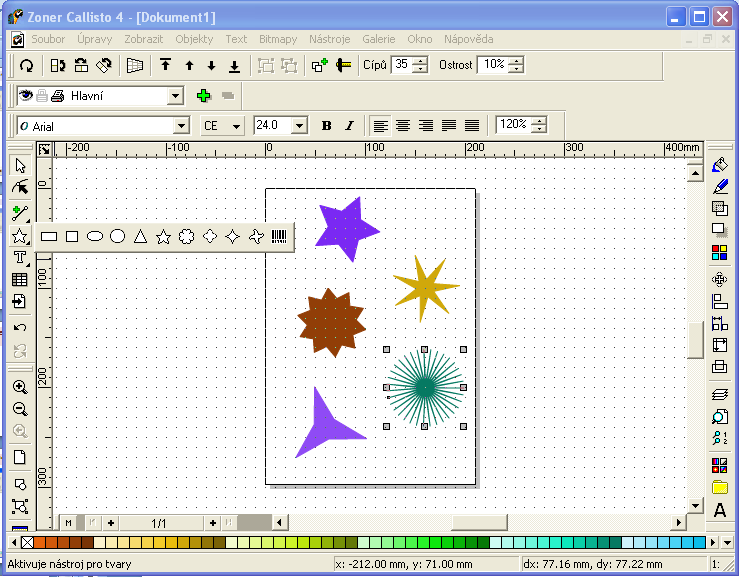 Zoner Callisto 4 - [Dokument1]
Soubor Úpravy Zobrazit Objekty Text Bitmapy Nástroje Galerie Okno Nápověda
Cípů 35 Ostrost 10%
Hlavní
O Arial CE 24.0 B I 120%
-200 -100 0 100 200 300 400mm
0
100
200
300
T
A
M 1/1
Aktivuje nástroj pro tvary x: -212.00 mm, y: 71.00 mm dx: 77.16 mm, dy: 77.22 mm 1: